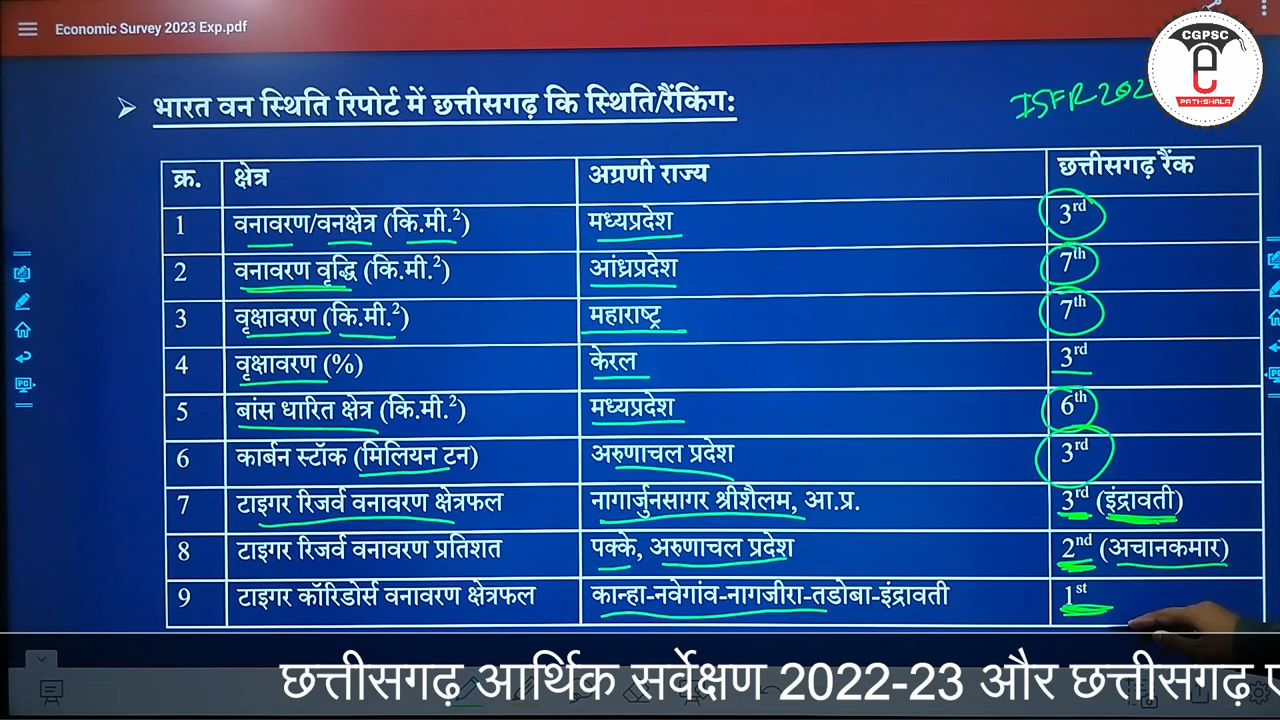 Economic Survey 2023 Exp.pdf
CGPSC
e
PATHSHALA
भारत वन स्थिति रिपोर्ट में छत्तीसगढ़ कि स्थिति/रैंकिंग:
ISFR 202
क्र. क्षेत्र अग्रणी राज्य छत्तीसगढ़ रैंक
1 वनावरण/वनक्षेत्र (कि.मी.²) मध्यप्रदेश 3rd
2 वनावरण वृद्धि (कि.मी.²) आंध्रप्रदेश 7th
3 वृक्षावरण (कि.मी.²) महाराष्ट्र 7th
4 वृक्षावरण (%) केरल 3rd
5 बांस धारित क्षेत्र (कि.मी.²) मध्यप्रदेश 6th
6 कार्बन स्टॉक (मिलियन टन) अरुणाचल प्रदेश 3rd
7 टाइगर रिजर्व वनावरण क्षेत्रफल नागार्जुनसागर श्रीशैलम, आ.प्र. 3rd (इंद्रावती)
8 टाइगर रिजर्व वनावरण प्रतिशत पक्के, अरुणाचल प्रदेश 2nd (अचानकमार)
9 टाइगर कॉरिडोर्स वनावरण क्षेत्रफल कान्हा-नवेगांव-नागजीरा-तडोबा-इंद्रावती 1st
छत्तीसगढ़ आर्थिक सर्वेक्षण 2022-23 और छत्तीसगढ़